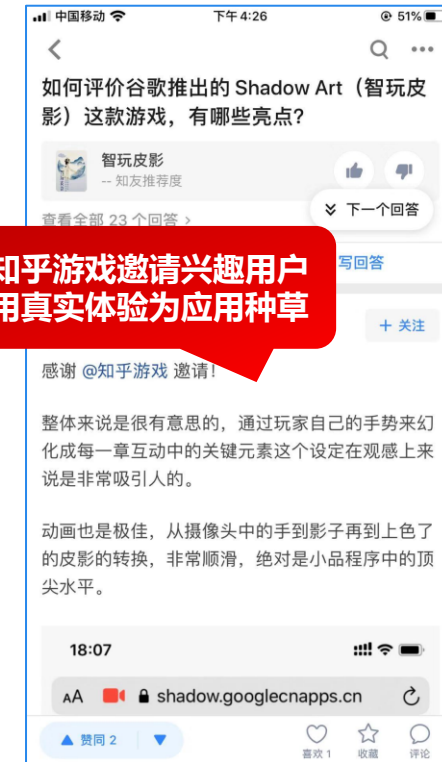 中国移动 下午 4:26 51%
如何评价谷歌推出的 Shadow Art（智玩皮
影）这款游戏，有哪些亮点？
智玩皮影
-- 知友推荐度
下一个回答
查看全部 23 个回答 >
写回答
知乎游戏邀请兴趣用户
用真实体验为应用种草
+ 关注
感谢 @知乎游戏 邀请！
整体来说是很有意思的，通过玩家自己的手势来幻
化成每一章互动中的关键元素这个设定在观感上来
说是非常吸引人的。
动画也是极佳，从摄像头中的手到影子再到上色了
的皮影的转换，非常顺滑，绝对是小品程序中的顶
尖水平。
18:07
AA shadow.googlecnapps.cn
赞同 2 喜欢 1 收藏 评论